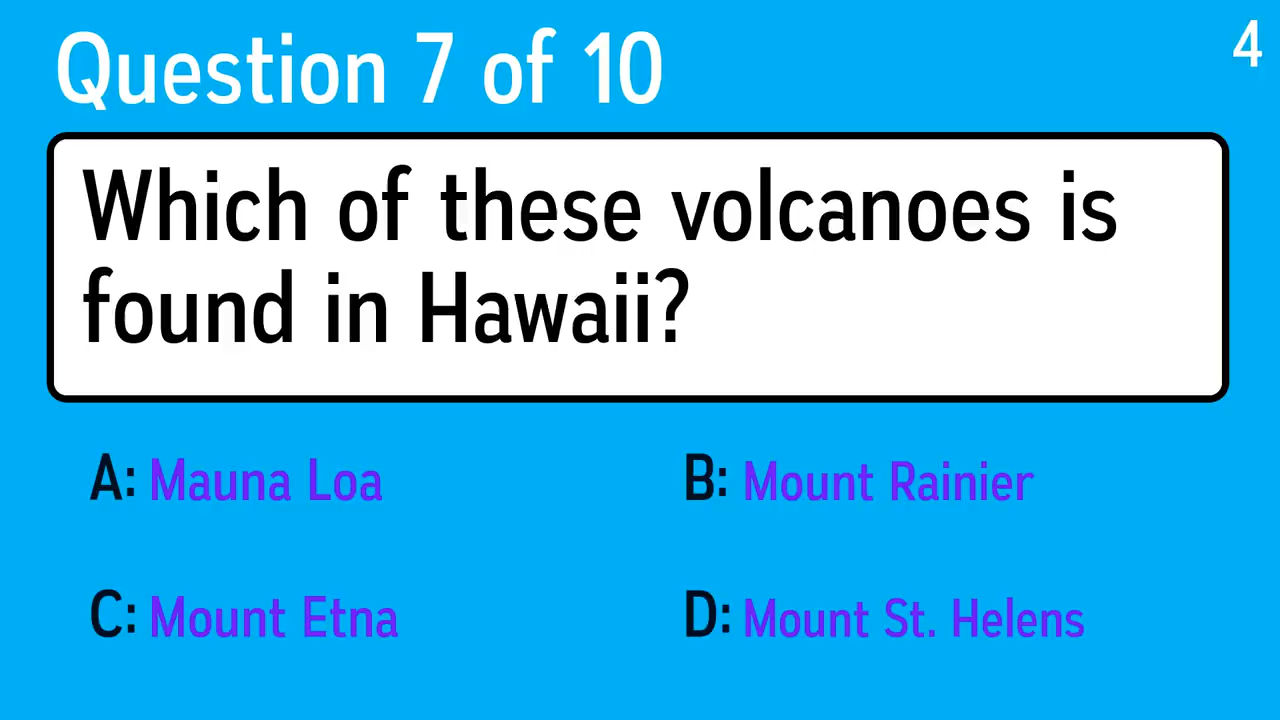 Question 7 of 10
4
Which of these volcanoes is
found in Hawaii?
A: Mauna Loa
B: Mount Rainier
C: Mount Etna
D: Mount St. Helens